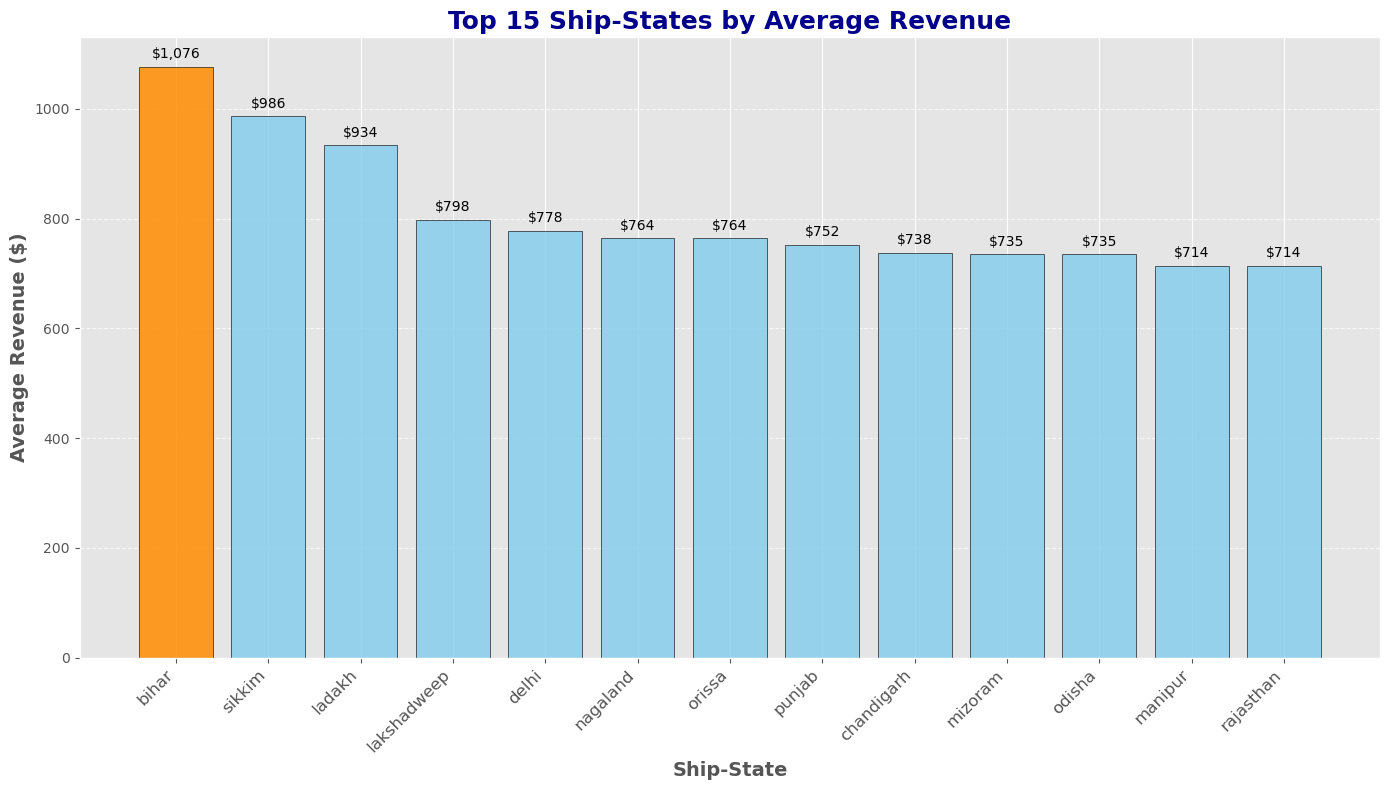 Top 15 Ship-States by Average Revenue
$1,076
$986
$934
$798
$778
$764
$764
$752
$738
$735
$735
$714
$714
1000
800
600
400
200
0
Average Revenue ($)
bihar
sikkim
ladakh
lakshadweep
delhi
nagaland
orissa
punjab
chandigarh
mizoram
odisha
manipur
rajasthan
Ship-State